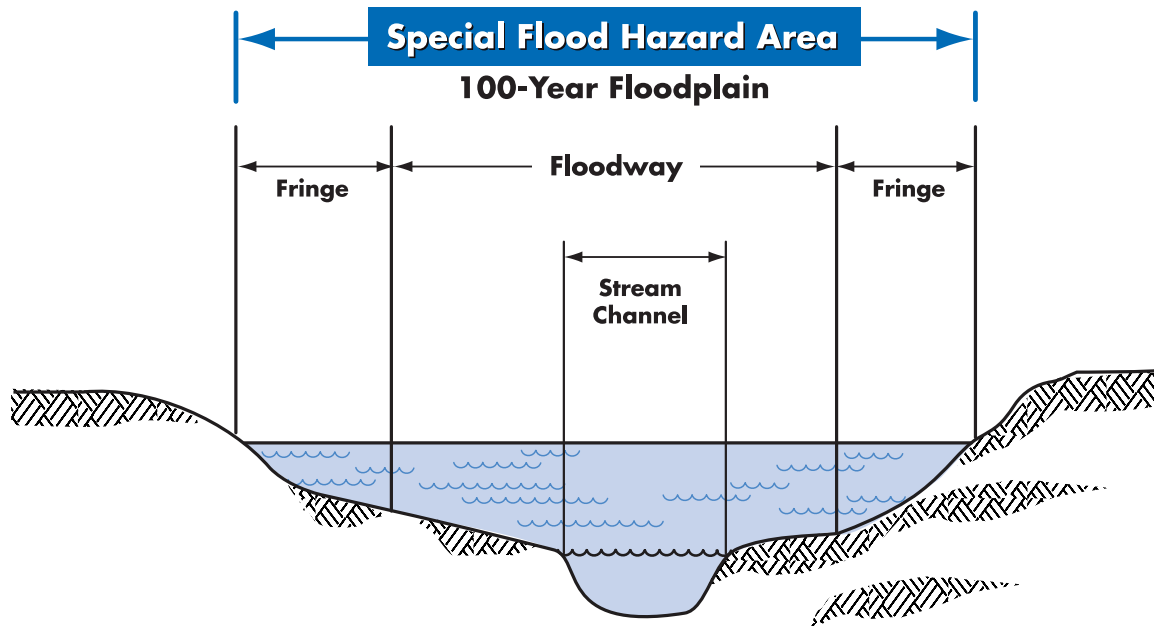 Special Flood Hazard Area
100-Year Floodplain
Floodway
Fringe
Fringe
Stream
Channel